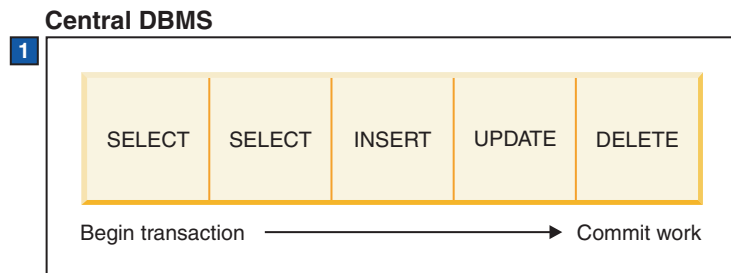 Central DBMS
1
SELECT SELECT INSERT UPDATE DELETE
Begin transaction Commit work